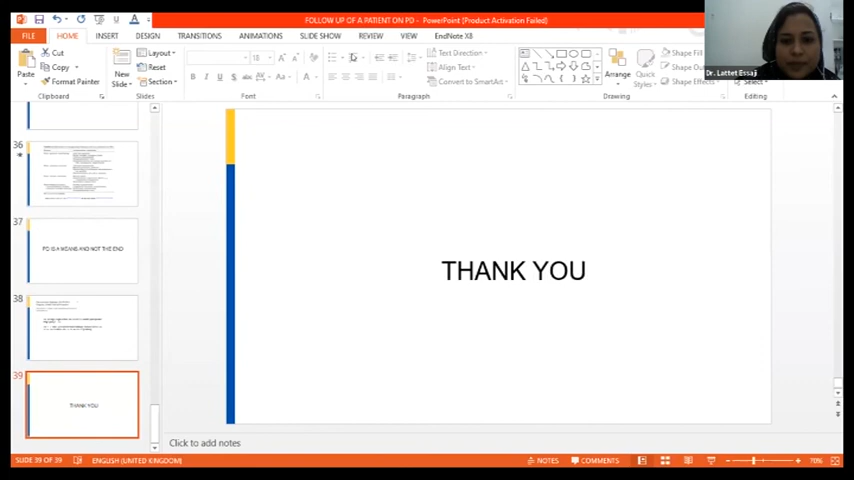 FOLLOW UP OF A PATIENT ON PD - PowerPoint (Product Activation Failed)
FILE HOME INSERT DESIGN TRANSITIONS ANIMATIONS SLIDE SHOW REVIEW VIEW EndNote X8
Cut
Copy
Format Painter
Paste
Clipboard
New
Slide
Layout
Reset
Section
Slides
18
Font
Text Direction
Align Text
Convert to SmartArt
Paragraph
Arrange
Quick
Styles
Shape Fill
Shape Ou
Shape Effects
Drawing
Select
Editing
Dr. Lattet Essaji
36
37
PD IS A MEANS AND NOT THE END
38
39
THANK YOU
THANK YOU
Click to add notes
SLIDE 39 OF 39 ENGLISH (UNITED KINGDOM) NOTES COMMENTS 70%